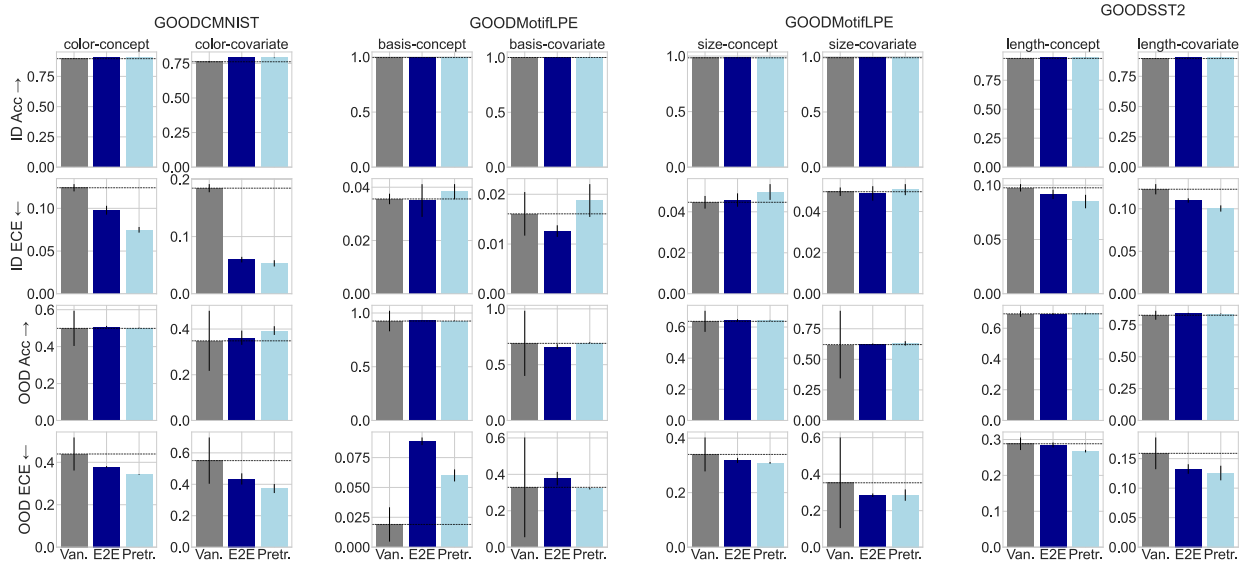 GOODCMNIST GOODMotifLPE GOODMotifLPE GOODSST2
color-concept color-covariate basis-concept basis-covariate size-concept size-covariate length-concept length-covariate
ID Acc →
0.75 0.50 0.25 0.00
0.75 0.50 0.25 0.00
1.0 0.5 0.0
1.0 0.5 0.0
1.0 0.5 0.0
1.0 0.5 0.0
0.75 0.50 0.25 0.00
0.75 0.50 0.25 0.00
ID ECE ←
0.10 0.05 0.00
0.2 0.1 0.0
0.04 0.02 0.00
0.01 0.00
0.04 0.02 0.00
0.04 0.02 0.00
0.10 0.05 0.00
0.10 0.05 0.00
OOD Acc →
0.6 0.4 0.2 0.0
0.4 0.2 0.0
1.0 0.5 0.0
1.0 0.5 0.0
0.6 0.4 0.2 0.0
0.75 0.50 0.25 0.00
0.6 0.4 0.2 0.0
0.75 0.50 0.25 0.00
OOD ECE ←
0.4 0.2 0.0
0.6 0.4 0.2 0.0
0.075 0.050 0.025 0.000
0.6 0.4 0.2 0.0
0.4 0.2 0.0
0.6 0.4 0.2 0.0
0.3 0.2 0.1 0.0
0.15 0.10 0.05 0.00
Van. E2E Pretr. Van. E2E Pretr. Van. E2E Pretr. Van. E2E Pretr. Van. E2E Pretr. Van. E2E Pretr. Van. E2E Pretr. Van. E2E Pretr.